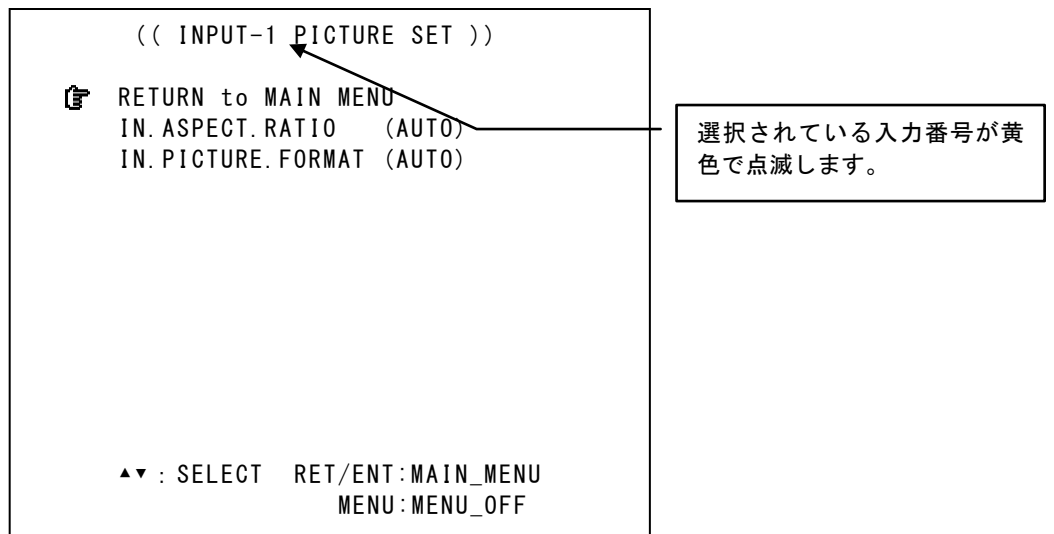 (( INPUT-1 PICTURE SET ))
☞ RETURN to MAIN MENU
IN.ASPECT.RATIO (AUTO)
IN.PICTURE.FORMAT (AUTO)
選択されている入力番号が黄
色で点滅します。
▲▼:SELECT RET/ENT:MAIN_MENU
MENU:MENU_OFF